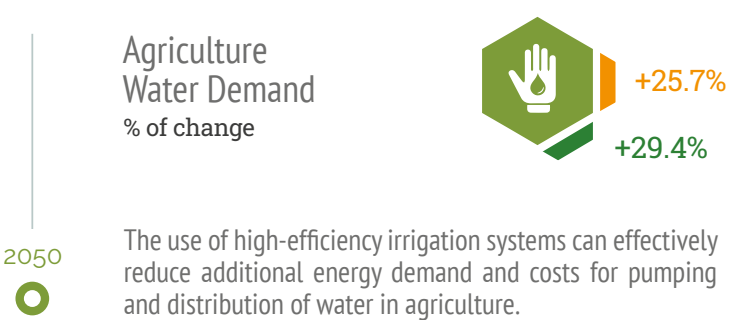 Agriculture
Water Demand
% of change
+25.7%
+29.4%
2050
The use of high-efficiency irrigation systems can effectively
reduce additional energy demand and costs for pumping
and distribution of water in agriculture.